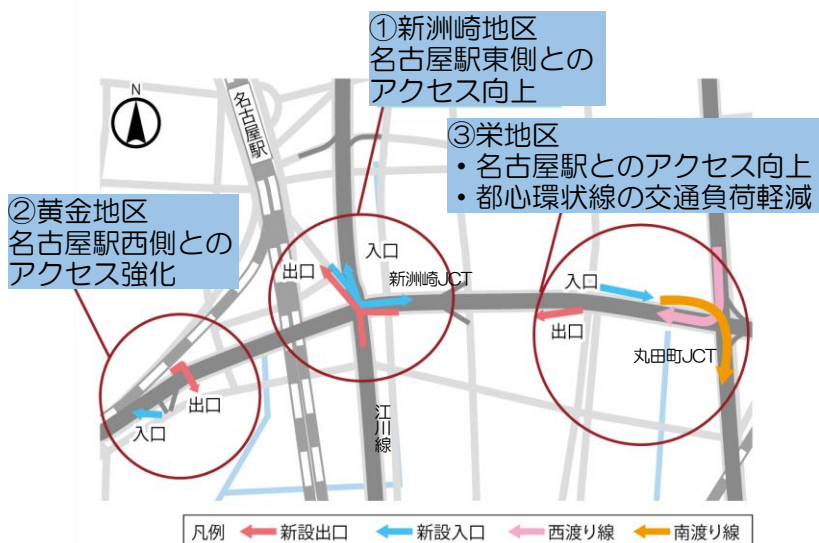 ①新洲崎地区
名古屋駅東側との
アクセス向上
N
名古屋駅
③栄地区
・名古屋駅とのアクセス向上
・都心環状線の交通負荷軽減
②黄金地区
名古屋駅西側との
アクセス強化
入口
出口
新洲崎JCT
入口
出口
丸田町JCT
出口
入口
江川線
凡例 新設出口 新設入口 西渡り線 南渡り線